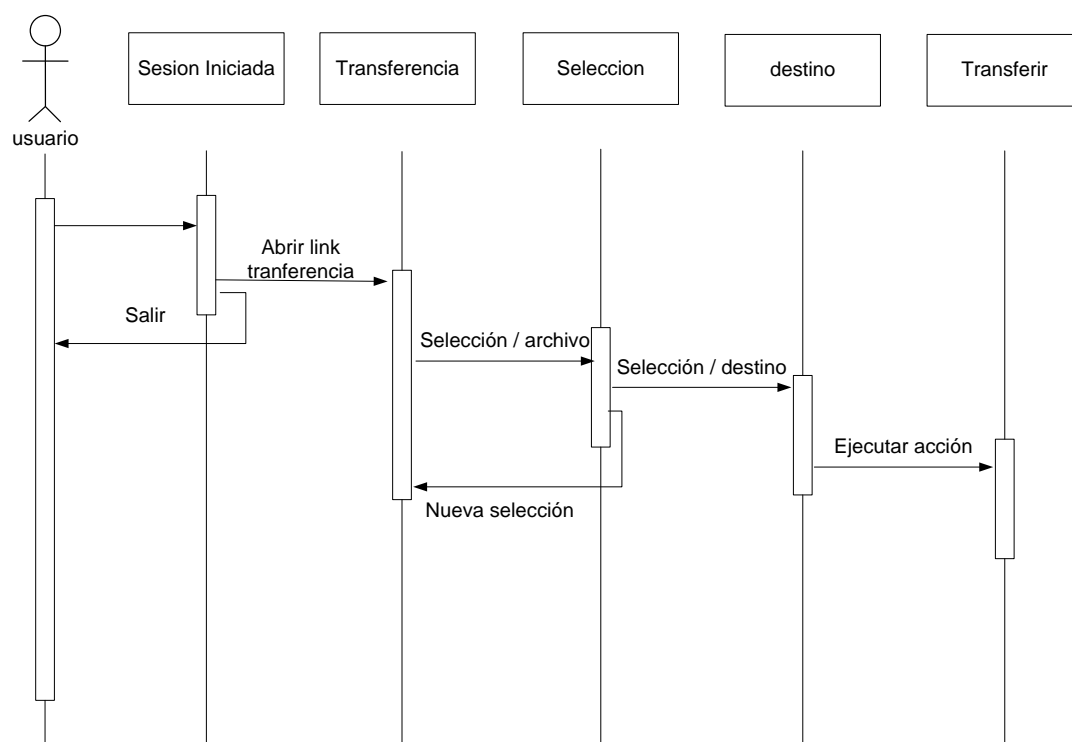 usuario
Sesion Iniciada
Transferencia
Seleccion
destino
Transferir
Abrir link
tranferencia
Salir
Selección / archivo
Selección / destino
Ejecutar acción
Nueva selección